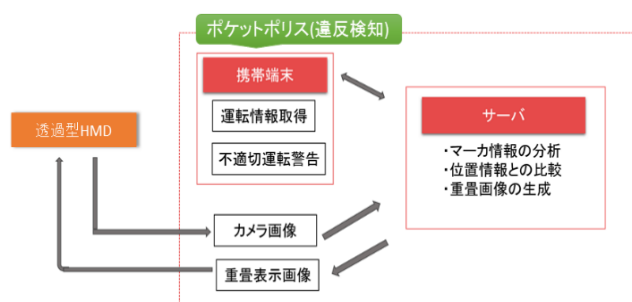 ポケットポリス(違反検知)
携帯端末
運転情報取得
不適切運転警告
透過型HMD
サーバ
・マーカ情報の分析
・位置情報との比較
・重畳画像の生成
カメラ画像
重畳表示画像